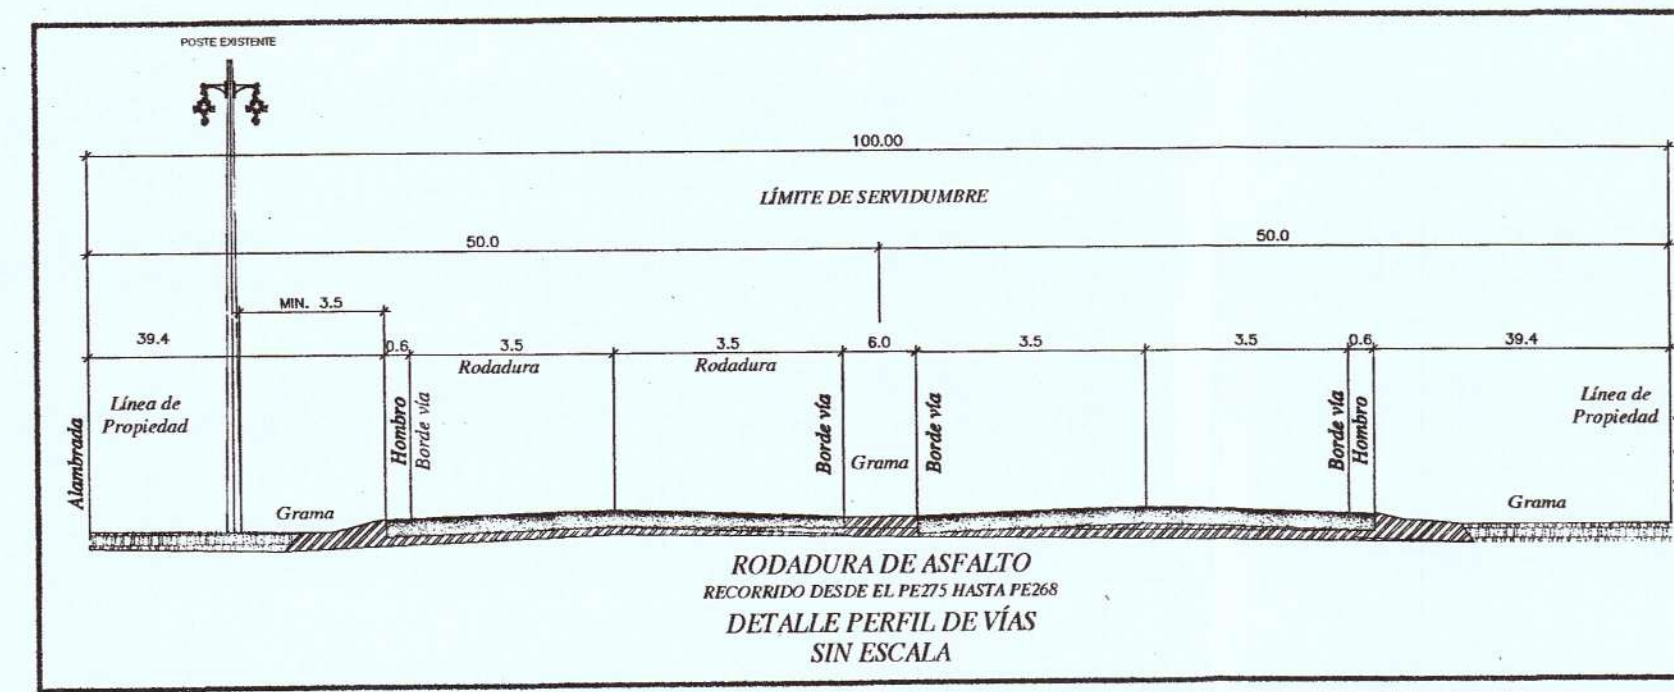 POSTE EXISTENTE
100.00
LÍMITE DE SERVIDUMBRE
50.0 50.0
MIN. 3.5
39.4 0.6 3.5 3.5 6.0 3.5 3.5 0.6 39.4
Rodadura Rodadura
Línea de
Propiedad
Alambrada
Hombro
Borde vía
Borde vía
Grama
Borde vía
Borde vía
Hombro
Línea de
Propiedad
Grama
Grama
RODADURA DE ASFALTO
RECORRIDO DESDE EL PE275 HASTA PE268
DETALLE PERFIL DE VÍAS
SIN ESCALA